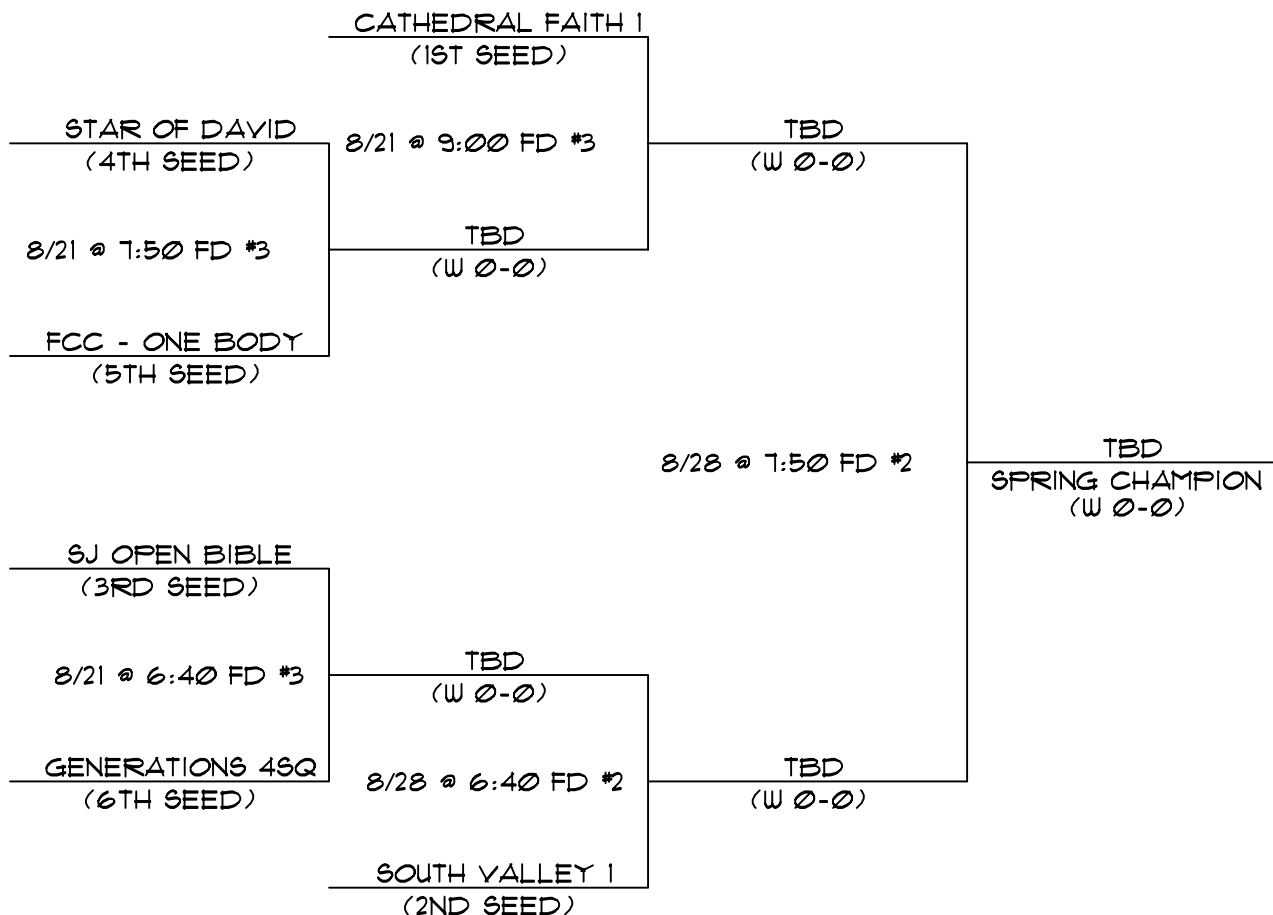 CATHEDRAL FAITH 1
(1ST SEED)
STAR OF DAVID
(4TH SEED)
8/21 @ 9:00 FD #3
TBD
(W 0-0)
8/21 @ 7:50 FD #3
TBD
(W 0-0)
FCC - ONE BODY
(5TH SEED)
8/28 @ 7:50 FD #2
TBD
SPRING CHAMPION
(W 0-0)
SJ OPEN BIBLE
(3RD SEED)
8/21 @ 6:40 FD #3
TBD
(W 0-0)
GENERATIONS 4SQ
(6TH SEED)
8/28 @ 6:40 FD #2
TBD
(W 0-0)
SOUTH VALLEY 1
(2ND SEED)